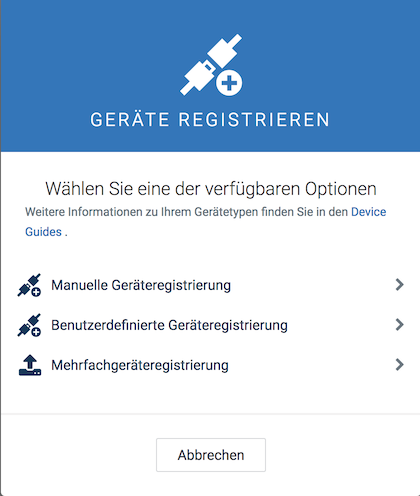 GERÄTE REGISTRIEREN
Wählen Sie eine der verfügbaren Optionen
Weitere Informationen zu Ihrem Gerätetypen finden Sie in den Device
Guides .
Manuelle Geräteregistrierung
Benutzerdefinierte Geräteregistrierung
Mehrfachgeräteregistrierung
Abbrechen